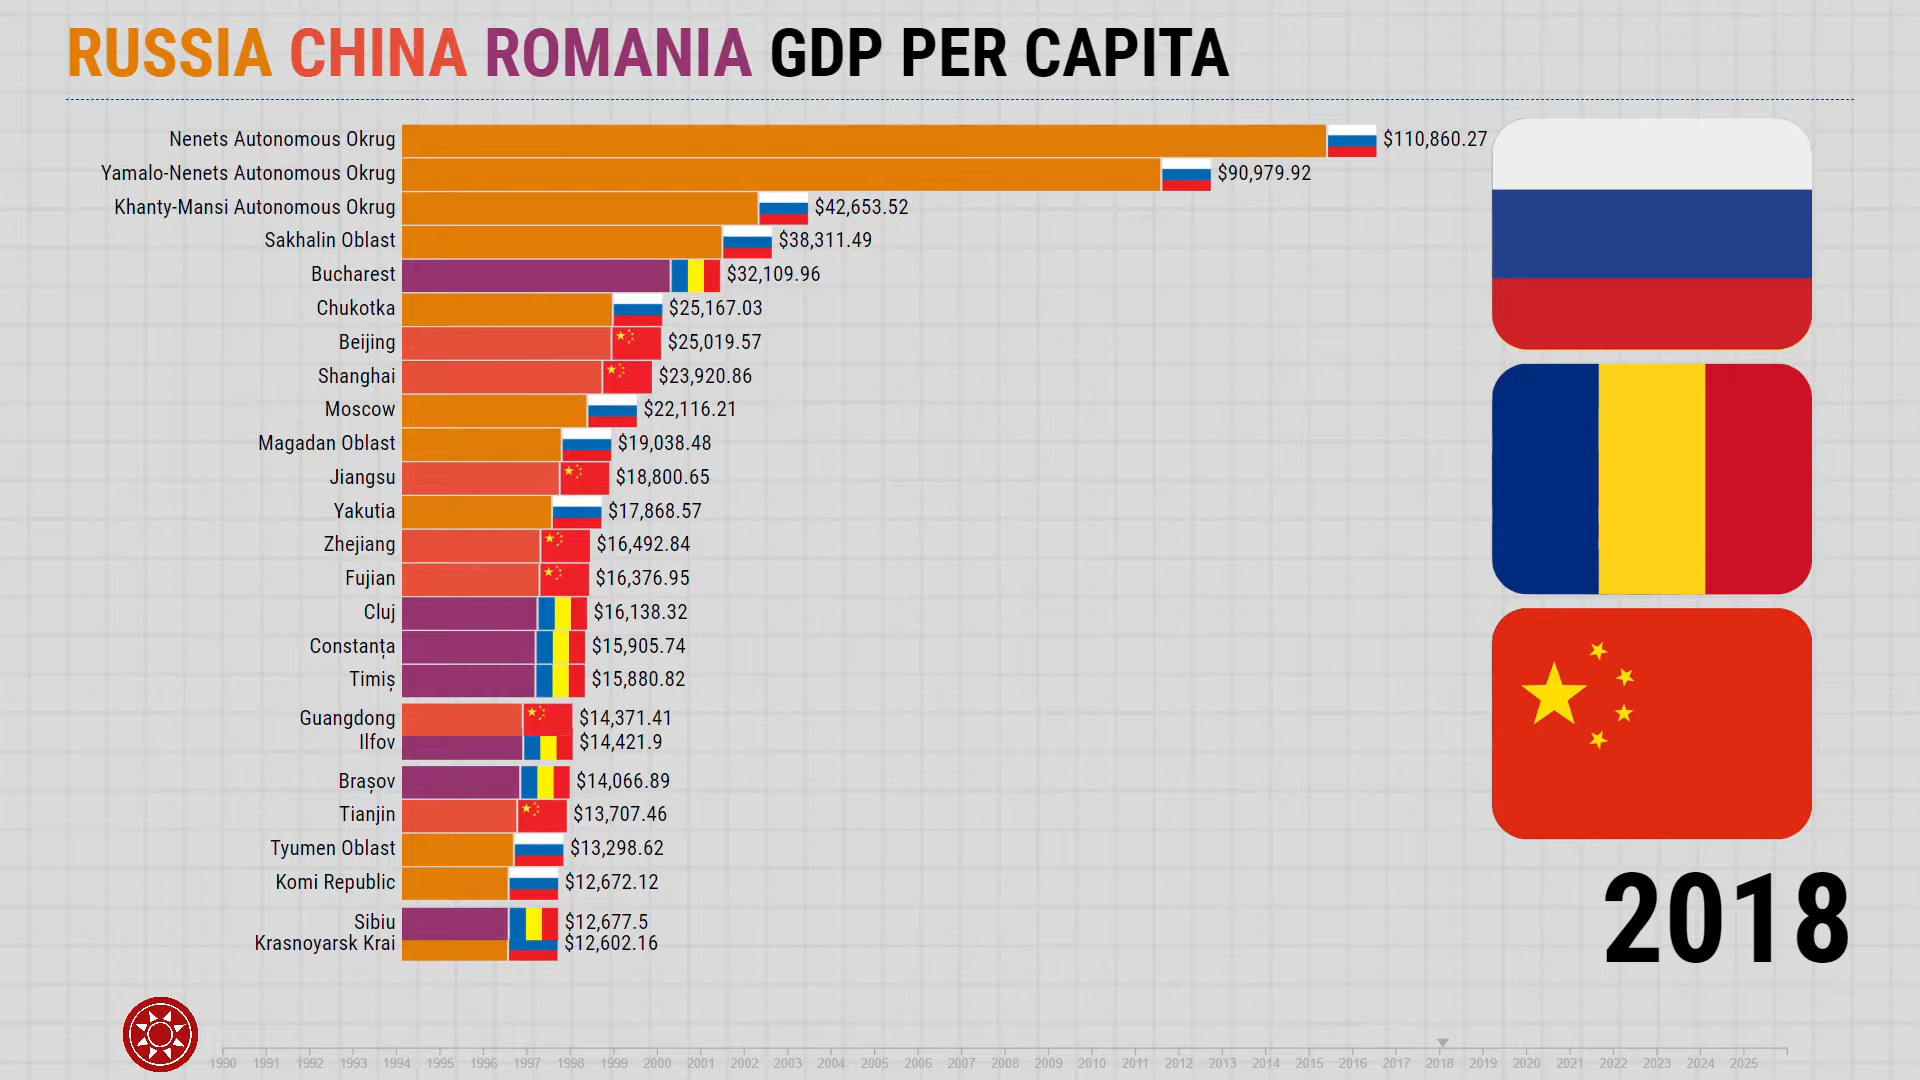 RUSSIA CHINA ROMANIA GDP PER CAPITA
Nenets Autonomous Okrug $110,860.27
Yamalo-Nenets Autonomous Okrug $90,979.92
Khanty-Mansi Autonomous Okrug $42,653.52
Sakhalin Oblast $38,311.49
Bucharest $32,109.96
Chukotka $25,167.03
Beijing $25,019.57
Shanghai $23,920.86
Moscow $22,116.21
Magadan Oblast $19,038.48
Jiangsu $18,800.65
Yakutia $17,868.57
Zhejiang $16,492.84
Fujian $16,376.95
Cluj $16,138.32
Constanța $15,905.74
Timiș $15,880.82
Guangdong $14,371.41
Ilfov $14,421.9
Brașov $14,066.89
Tianjin $13,707.46
Tyumen Oblast $13,298.62
Komi Republic $12,672.12
Sibiu $12,677.5
Krasnoyarsk Krai $12,602.16
2018
1990 1991 1992 1993 1994 1995 1996 1997 1998 1999 2000 2001 2002 2003 2004 2005 2006 2007 2008 2009 2010 2011 2012 2013 2014 2015 2016 2017 2018 2019 2020 2021 2022 2023 2024 2025